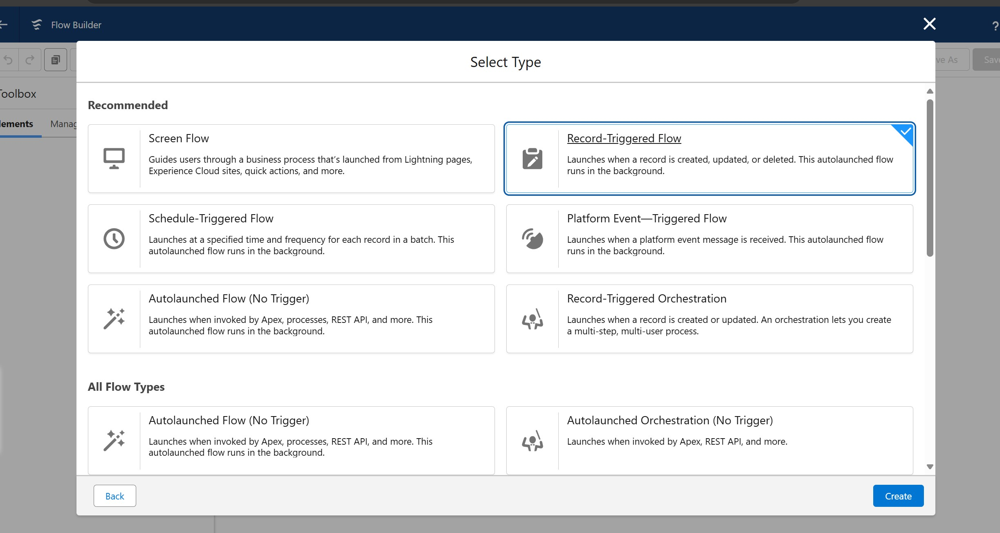 Flow Builder
?
Select Type
Toolbox
Recommended
Screen Flow
Guides users through a business process that's launched from Lightning pages,
Experience Cloud sites, quick actions, and more.
Record-Triggered Flow
Launches when a record is created, updated, or deleted. This autolaunched flow
runs in the background.
Schedule-Triggered Flow
Launches at a specified time and frequency for each record in a batch. This
autolaunched flow runs in the background.
Platform Event—Triggered Flow
Launches when a platform event message is received. This autolaunched flow
runs in the background.
Autolaunched Flow (No Trigger)
Launches when invoked by Apex, processes, REST API, and more. This
autolaunched flow runs in the background.
Record-Triggered Orchestration
Launches when a record is created or updated. An orchestration lets you create
a multi-step, multi-user process.
All Flow Types
Autolaunched Flow (No Trigger)
Launches when invoked by Apex, processes, REST API, and more. This
autolaunched flow runs in the background.
Autolaunched Orchestration (No Trigger)
Launches when invoked by Apex, REST API, and more.
Back
Create